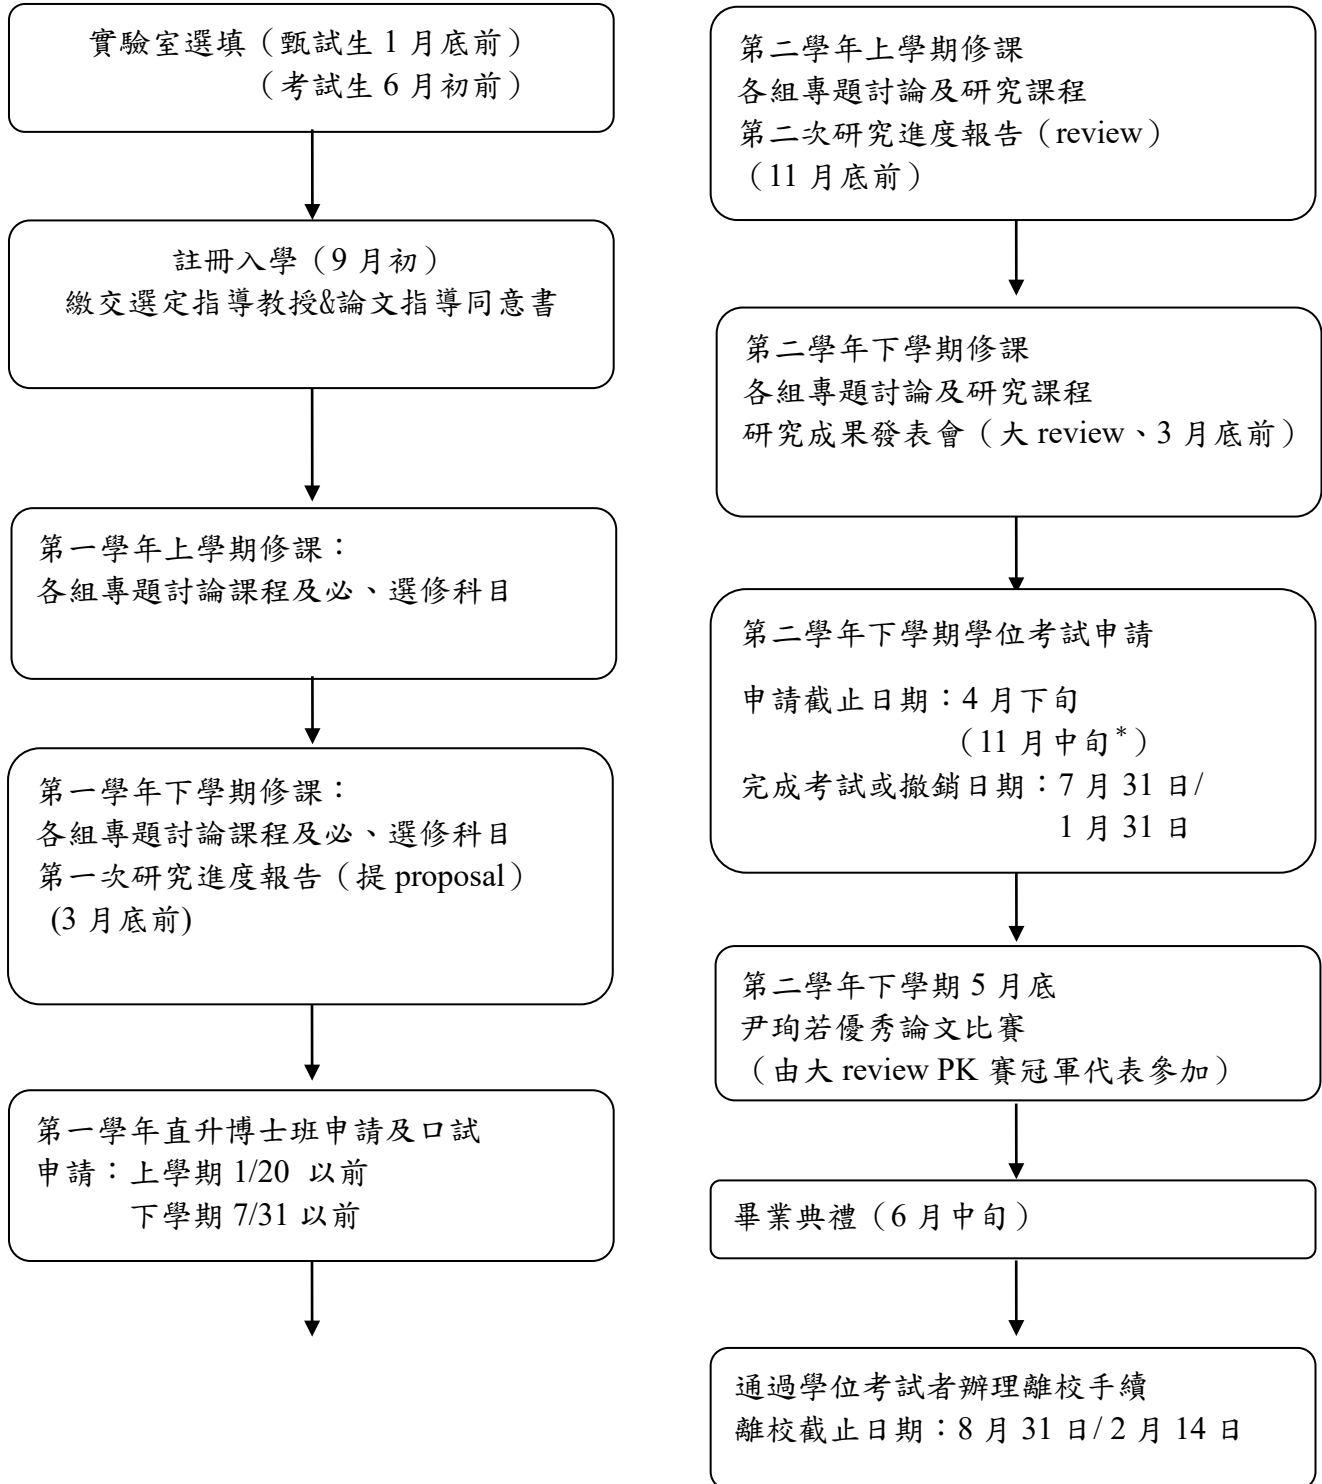 實驗室選填（甄試生 1 月底前）
（考試生 6 月初前）
註冊入學（9 月初）
繳交選定指導教授&論文指導同意書
第一學年上學期修課：
各組專題討論課程及必、選修科目
第一學年下學期修課：
各組專題討論課程及必、選修科目
第一次研究進度報告（提 proposal）
(3 月底前)
第一學年直升博士班申請及口試
申請：上學期 1/20 以前
下學期 7/31 以前
第二學年上學期修課
各組專題討論及研究課程
第二次研究進度報告（review）
（11 月底前）
第二學年下學期修課
各組專題討論及研究課程
研究成果發表會（大 review、3 月底前）
第二學年下學期學位考試申請
申請截止日期：4 月下旬
（11 月中旬*）
完成考試或撤銷日期：7 月 31 日/
1 月 31 日
第二學年下學期 5 月底
尹珣若優秀論文比賽
（由大 review PK 賽冠軍代表參加）
畢業典禮（6 月中旬）
通過學位考試者辦理離校手續
離校截止日期：8 月 31 日/ 2 月 14 日